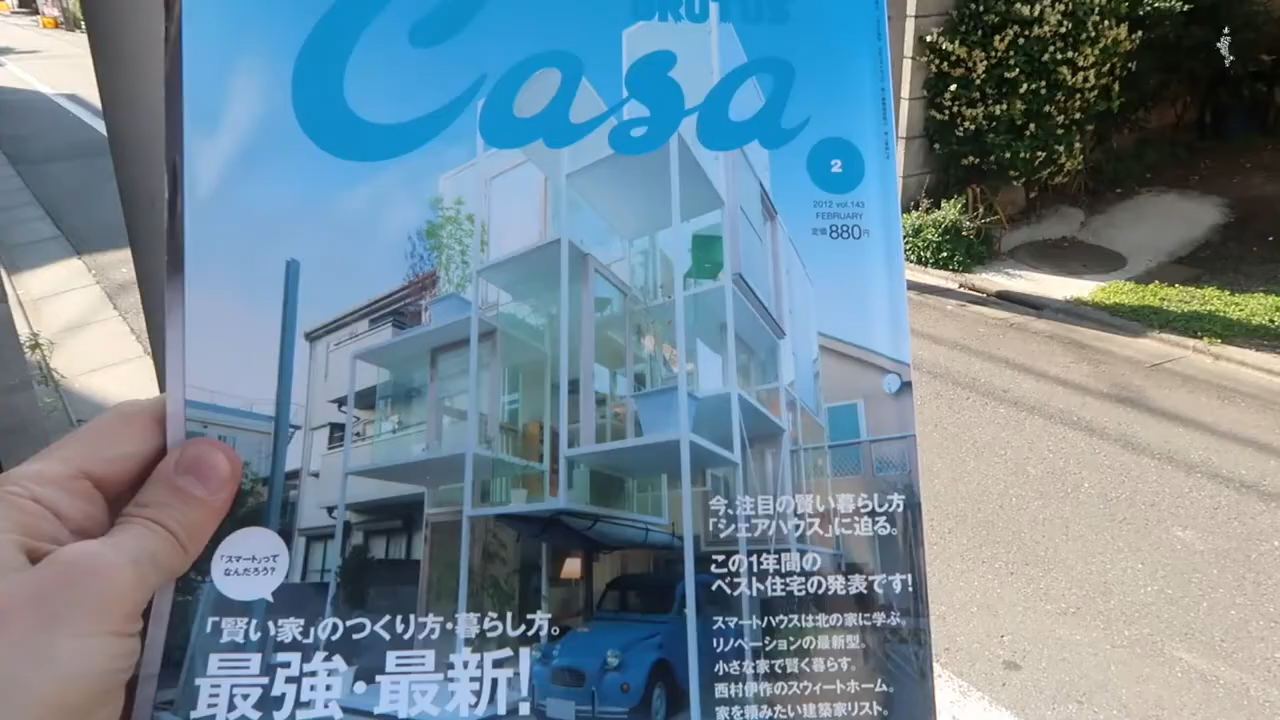 BRUTUS
Casa
2
2012 vol.143
FEBRUARY
定価880円
今、注目の賢い暮らし方
「シェアハウス」に迫る。
この1年間の
ベスト住宅の発表です!
スマートハウスは北の家に学ぶ。
リノベーションの最新型。
小さな家で賢く暮らす。
西村伊作のスウィートホーム。
家を頼みたい建築家リスト。
「スマート」って
なんだろう?
「賢い家」のつくり方・暮らし方。
最強・最新!